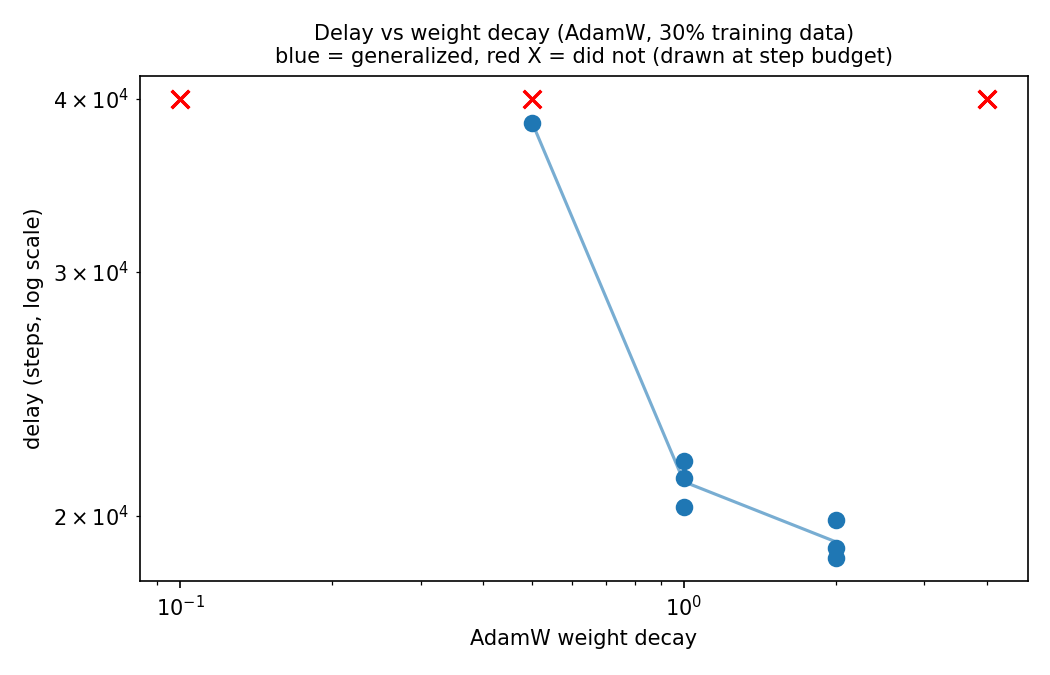 Delay vs weight decay (AdamW, 30% training data)
blue = generalized, red X = did not (drawn at step budget)
delay (steps, log scale)
4 × 10⁴
3 × 10⁴
2 × 10⁴
10⁻¹
10⁰
AdamW weight decay